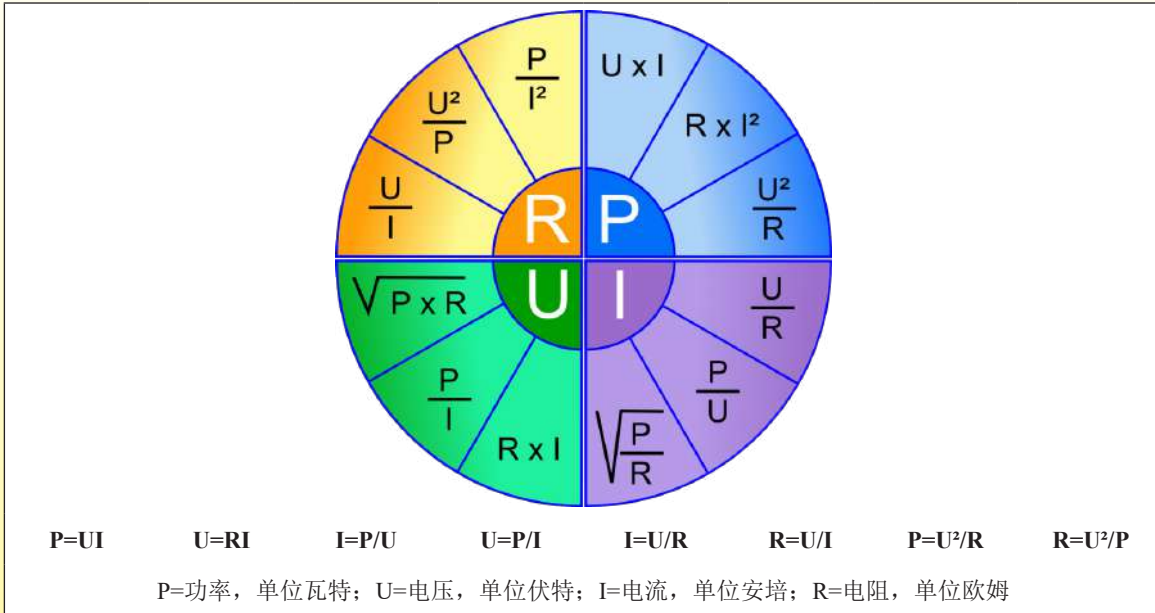 P/I²
U x I
U²/P
R x I²
U/I
U²/R
R P
U I
√P x R
U/R
P/I
P/U
R x I
√P/R
P=UI U=RI I=P/U U=P/I I=U/R R=U/I P=U²/R R=U²/P
P=功率，单位瓦特；U=电压，单位伏特；I=电流，单位安培；R=电阻，单位欧姆